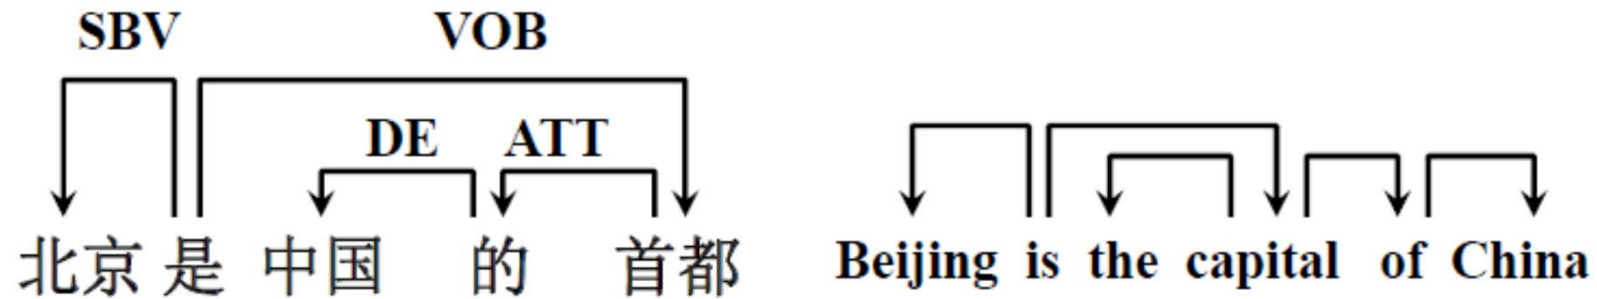 SBV VOB
DE ATT
北京 是 中国 的 首都
Beijing is the capital of China